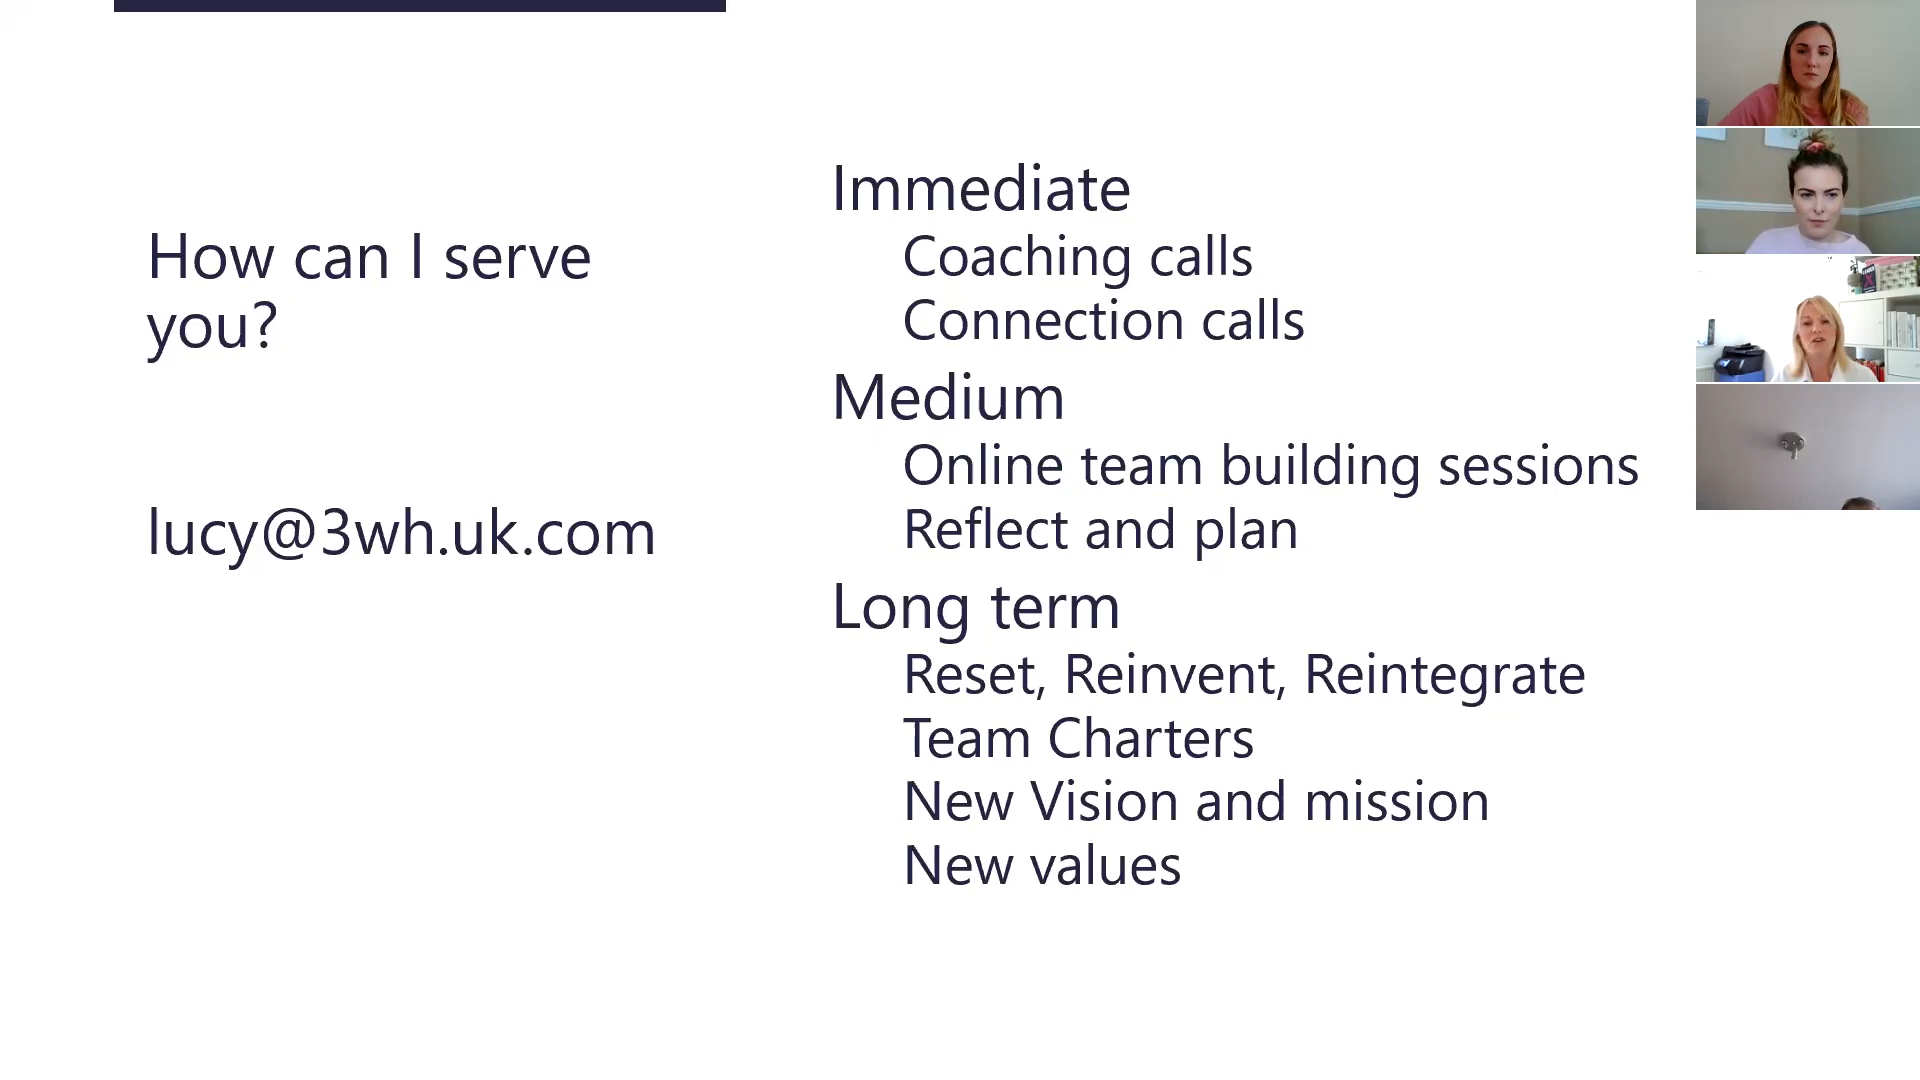 How can I serve
you?
lucy@3wh.uk.com
Immediate
Coaching calls
Connection calls
Medium
Online team building sessions
Reflect and plan
Long term
Reset, Reinvent, Reintegrate
Team Charters
New Vision and mission
New values